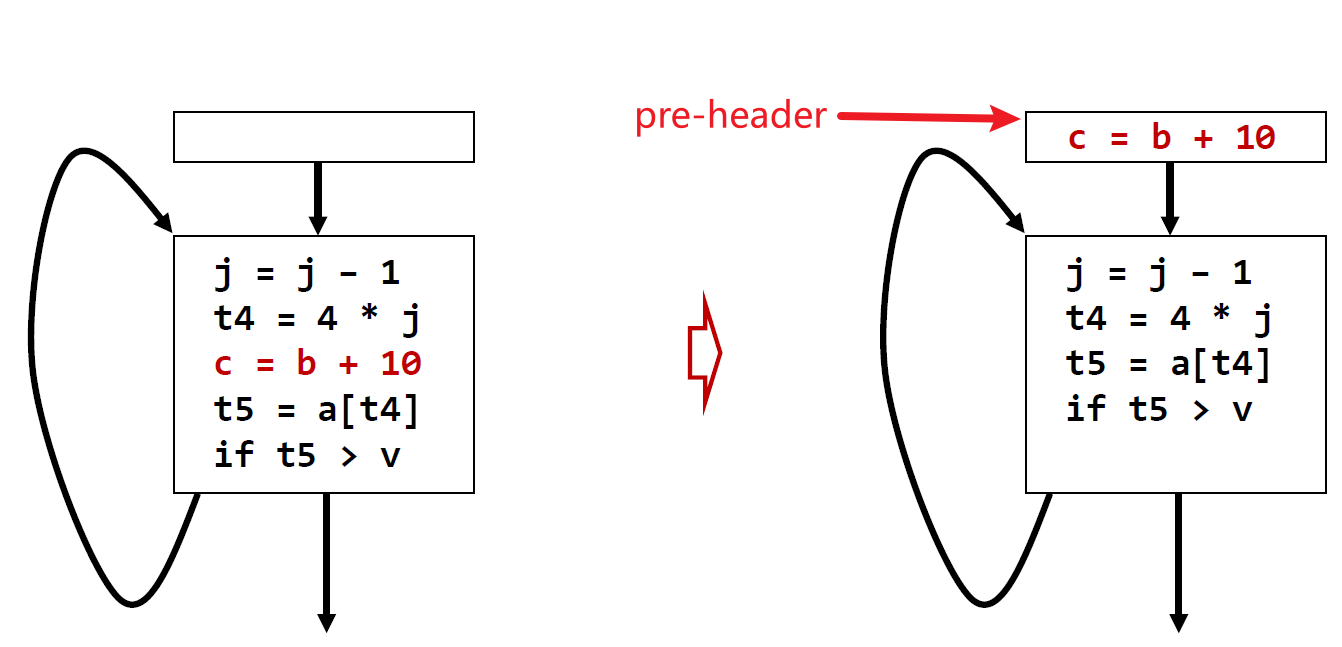 j = j - 1
t4 = 4 * j
c = b + 10
t5 = a[t4]
if t5 > v
pre-header
c = b + 10
j = j - 1
t4 = 4 * j
t5 = a[t4]
if t5 > v